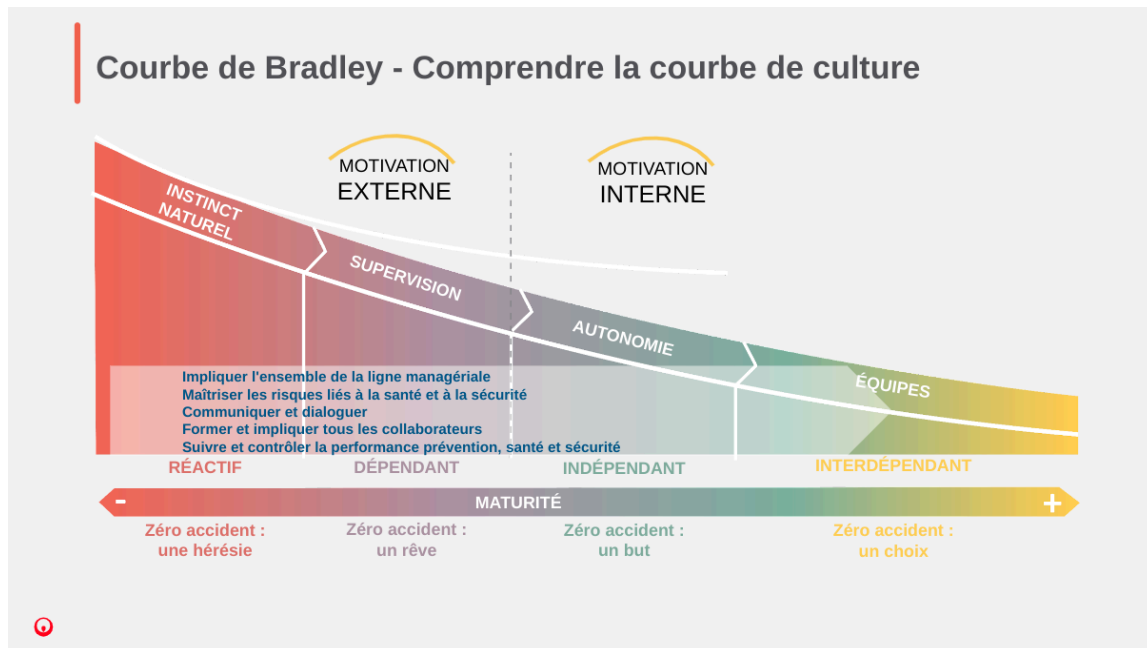 Courbe de Bradley - Comprendre la courbe de culture
MOTIVATION
EXTERNE
MOTIVATION
INTERNE
INSTINCT
NATUREL
SUPERVISION
AUTONOMIE
ÉQUIPES
Impliquer l'ensemble de la ligne managériale
Maîtriser les risques liés à la santé et à la sécurité
Communiquer et dialoguer
Former et impliquer tous les collaborateurs
Suivre et contrôler la performance prévention, santé et sécurité
RÉACTIF
DÉPENDANT
INDÉPENDANT
INTERDÉPENDANT
- MATURITÉ +
Zéro accident :
une hérésie
Zéro accident :
un rêve
Zéro accident :
un but
Zéro accident :
un choix